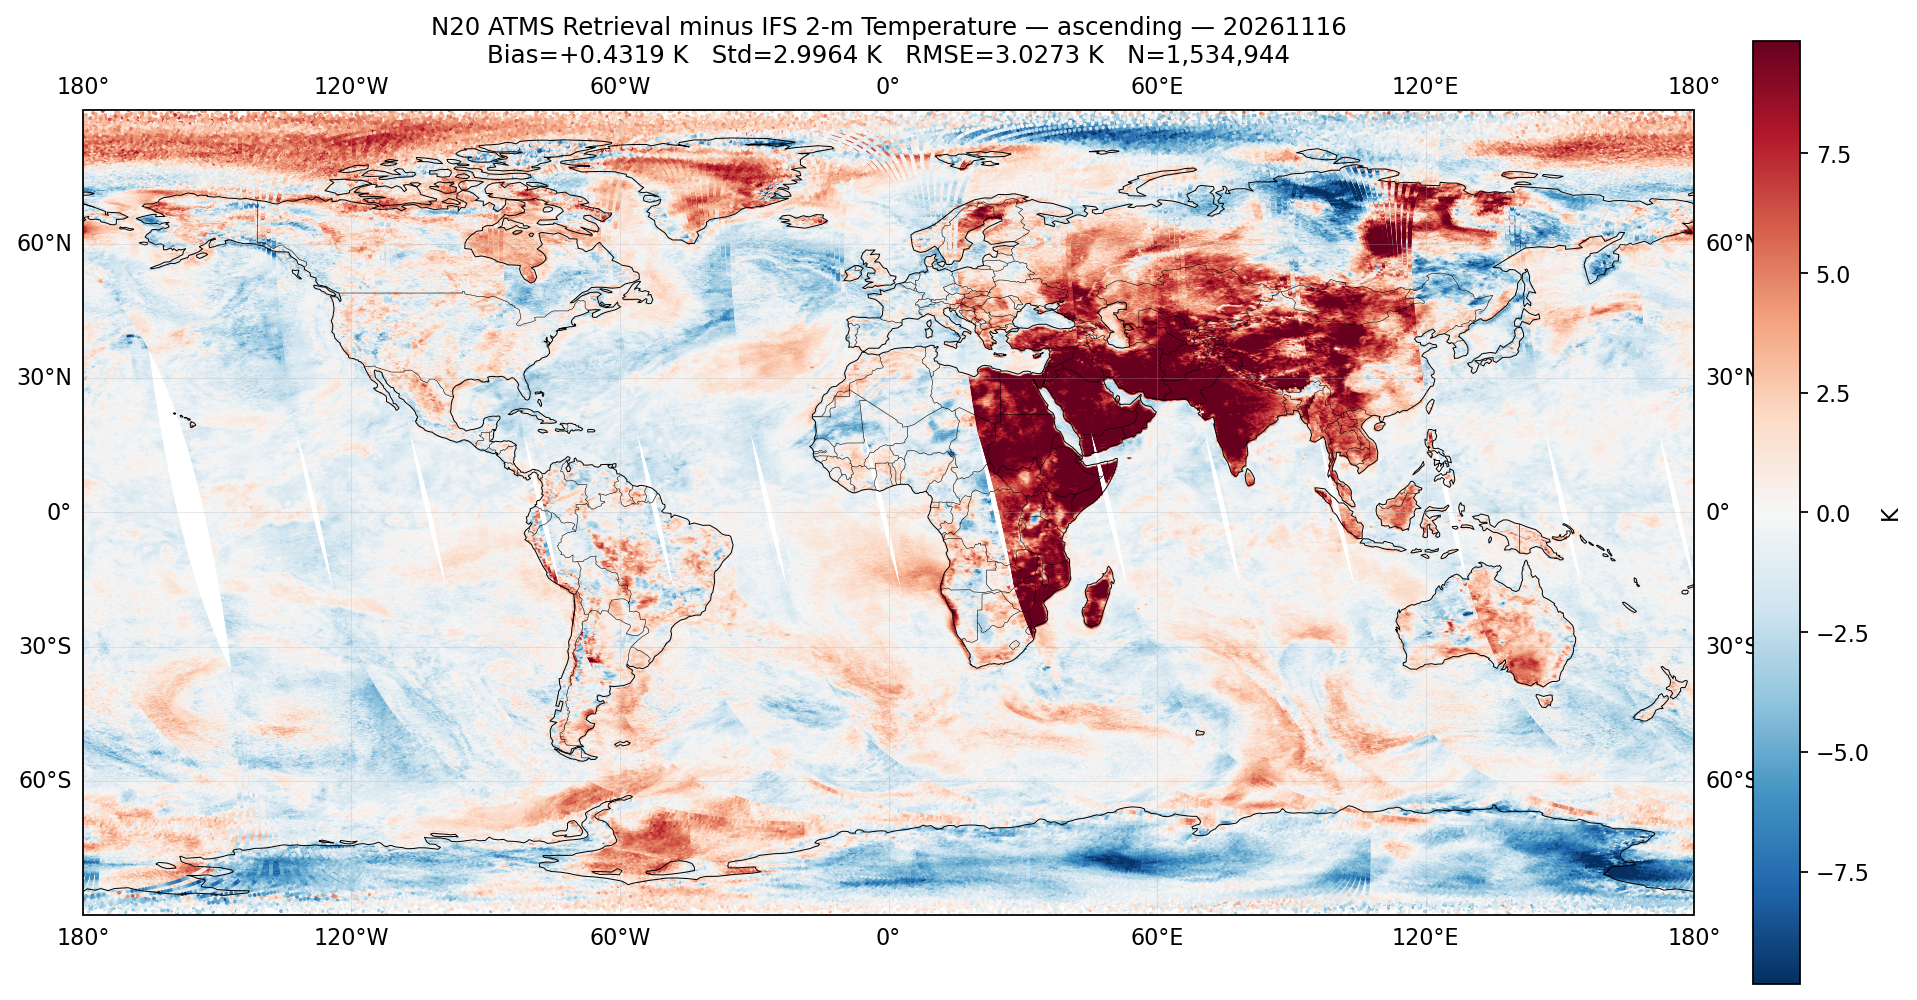 N20 ATMS Retrieval minus IFS 2-m Temperature — ascending — 20261116
Bias=+0.4319 K   Std=2.9964 K   RMSE=3.0273 K   N=1,534,944
180° 120°W 60°W 0° 60°E 120°E 180°
60°N 60°N
30°N 30°N
0° 0°
30°S 30°S
60°S 60°S
180° 120°W 60°W 0° 60°E 120°E 180°
7.5
5.0
2.5
0.0
−2.5
−5.0
−7.5
K